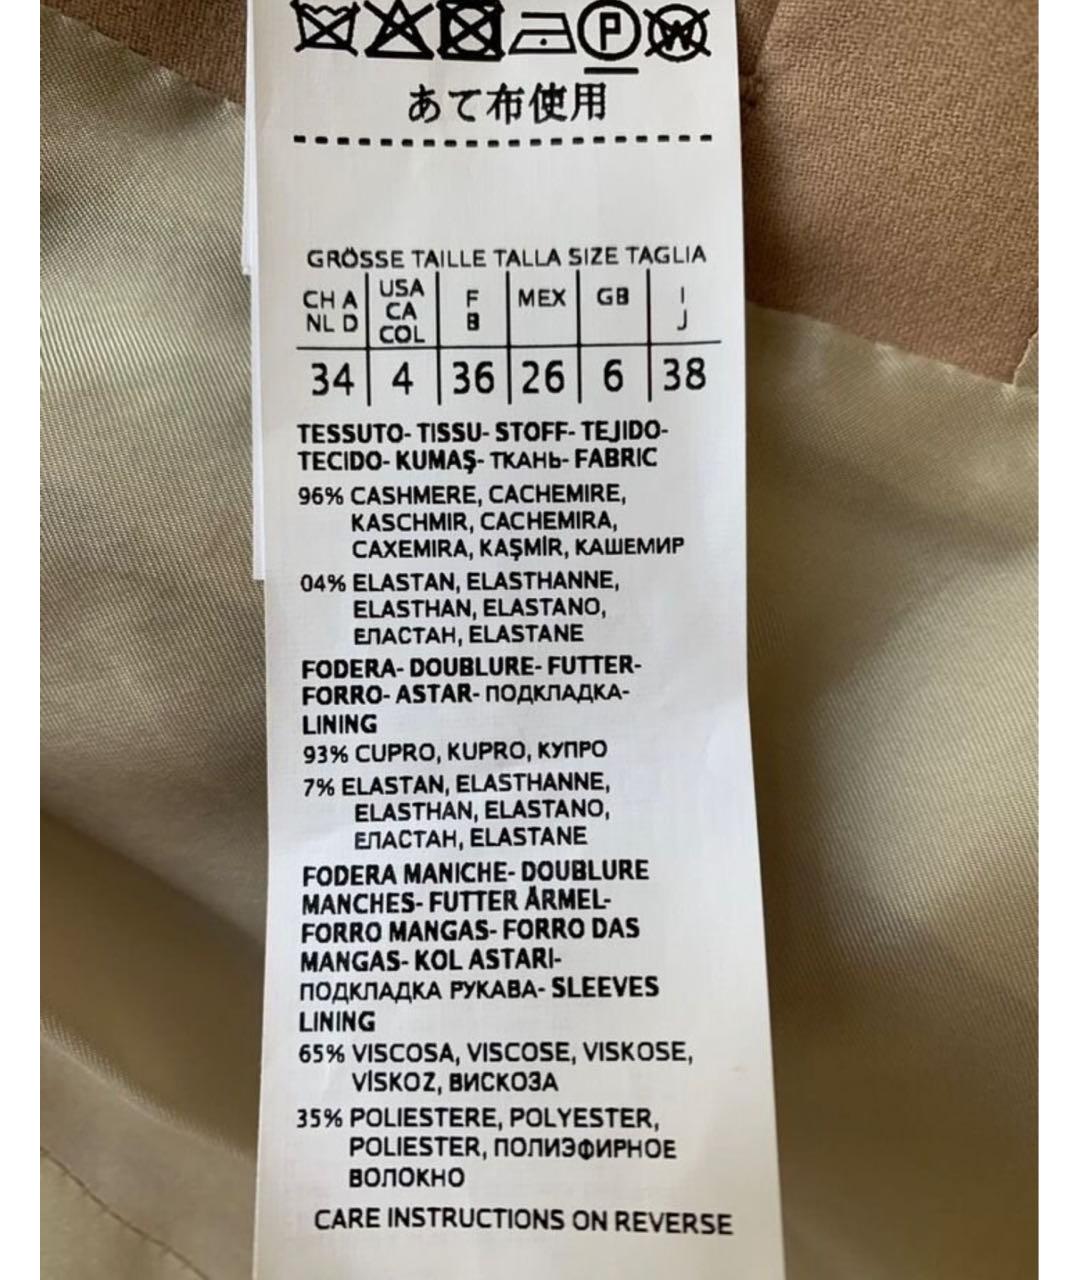 あて布使用
GRÖSSE TAILLE TALLA SIZE TAGLIA
CH A NL D | USA CA COL | F B | MEX | GB | I J
34 | 4 | 36 | 26 | 6 | 38
TESSUTO- TISSU- STOFF- TEJIDO-
TECIDO- KUMAŞ- ТКАНЬ- FABRIC
96% CASHMERE, CACHEMIRE,
KASCHMIR, CACHEMIRA,
CAXEMIRA, KAŞMİR, КАШЕМИР
04% ELASTAN, ELASTHANNE,
ELASTHAN, ELASTANO,
ЕПАСТАН, ELASTANE
FODERA- DOUBLURE- FUTTER-
FORRO- ASTAR- ПОДКЛАДКА-
LINING
93% CUPRO, KUPRO, КУПРО
7% ELASTAN, ELASTHANNE,
ELASTHAN, ELASTANO,
ЕПАСТАН, ELASTANE
FODERA MANICHE- DOUBLURE
MANCHES- FUTTER ÄRMEL-
FORRO MANGAS- FORRO DAS
MANGAS- KOL ASTARI-
ПОДКЛАДКА РУКАВА- SLEEVES
LINING
65% VISCOSA, VISCOSE, VISKOSE,
VİSKOZ, ВИСКОЗА
35% POLIESTERE, POLYESTER,
POLIESTER, ПОЛИЭФИРНОЕ
ВОЛОКНО
CARE INSTRUCTIONS ON REVERSE